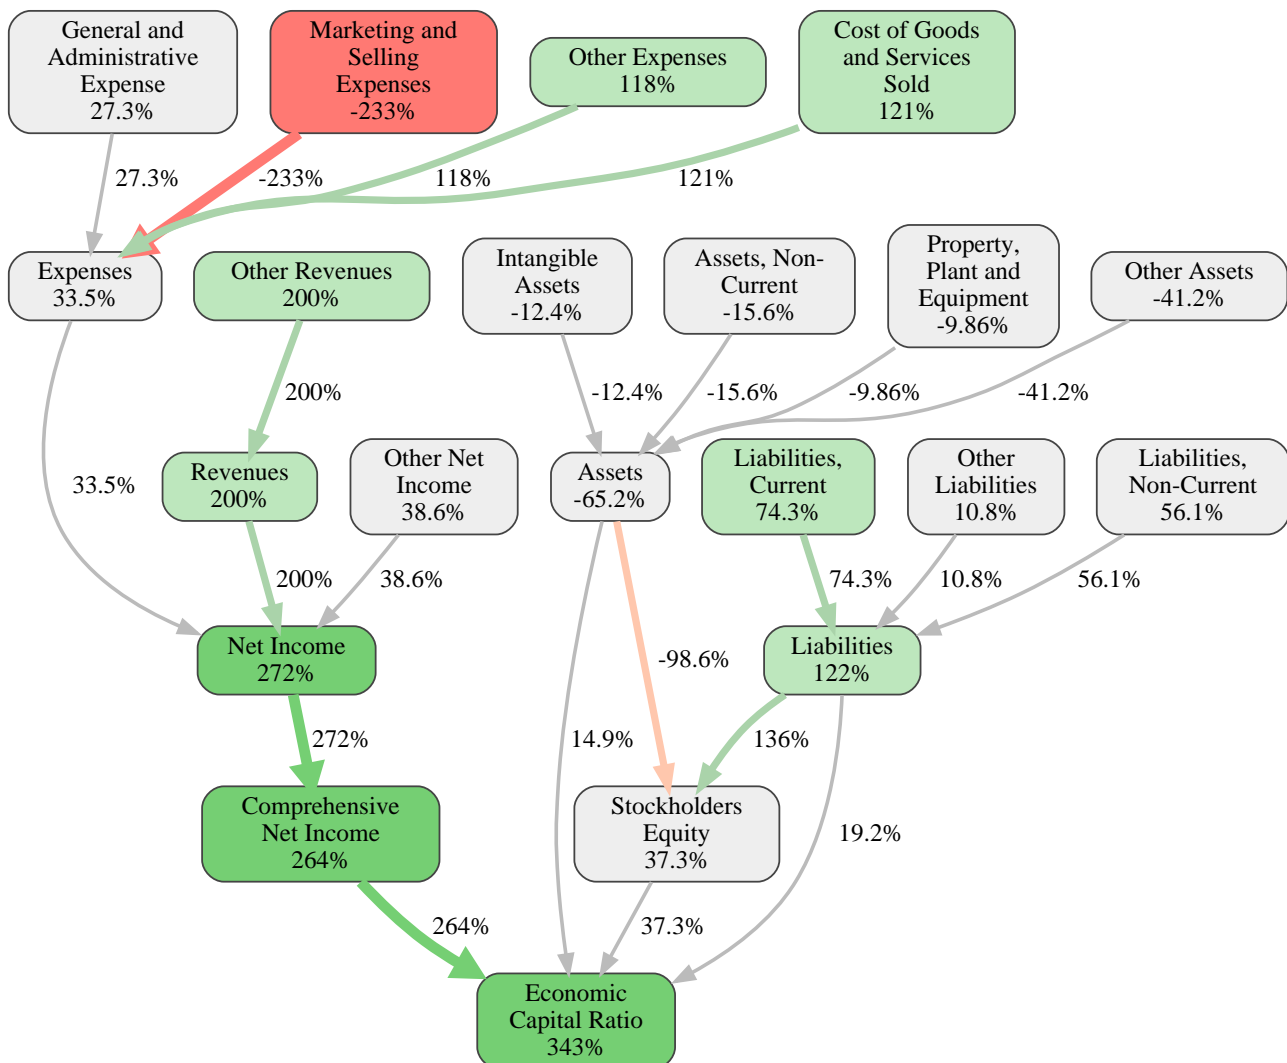 General and
Administrative
Expense
27.3%
Marketing and
Selling
Expenses
-233%
Other Expenses
118%
Cost of Goods
and Services
Sold
121%
27.3%
-233%
118%
121%
Expenses
33.5%
Other Revenues
200%
Intangible
Assets
-12.4%
Assets, Non-
Current
-15.6%
Property,
Plant and
Equipment
-9.86%
Other Assets
-41.2%
200%
-12.4%
-15.6%
-9.86%
-41.2%
33.5%
Revenues
200%
Other Net
Income
38.6%
Assets
-65.2%
Liabilities,
Current
74.3%
Other
Liabilities
10.8%
Liabilities,
Non-Current
56.1%
200%
38.6%
74.3%
10.8%
56.1%
Net Income
272%
-98.6%
Liabilities
122%
272%
14.9%
136%
Comprehensive
Net Income
264%
Stockholders
Equity
37.3%
19.2%
264%
37.3%
Economic
Capital Ratio
343%